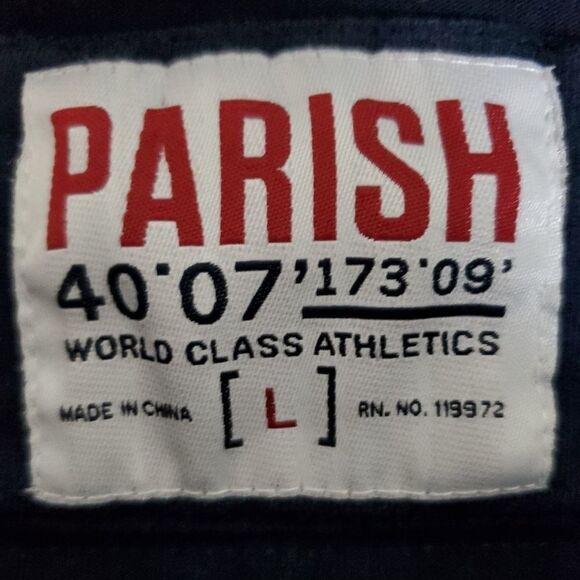 PARISH
40°07’173°09’
WORLD CLASS ATHLETICS
MADE IN CHINA [L] RN. NO. 119972